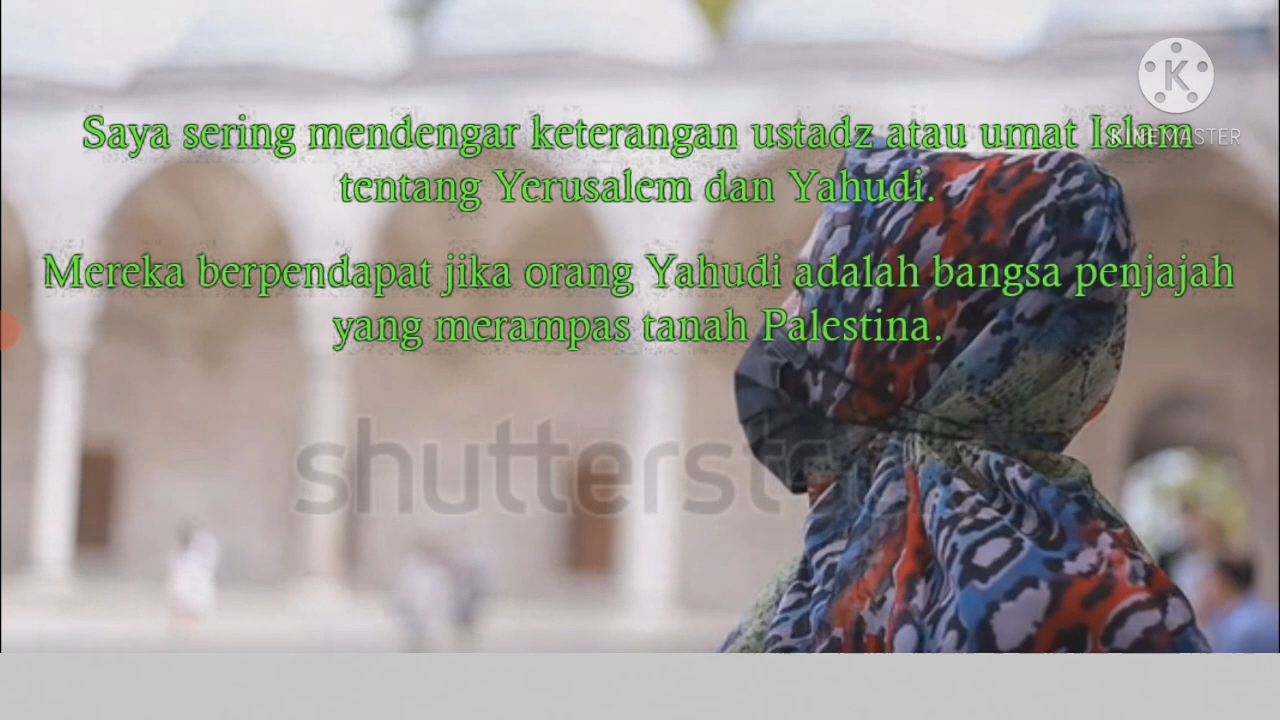 KINEMASTER
Saya sering mendengar keterangan ustadz atau umat Islam
tentang Yerusalem dan Yahudi.
Mereka berpendapat jika orang Yahudi adalah bangsa penjajah
yang merampas tanah Palestina.
shutterst